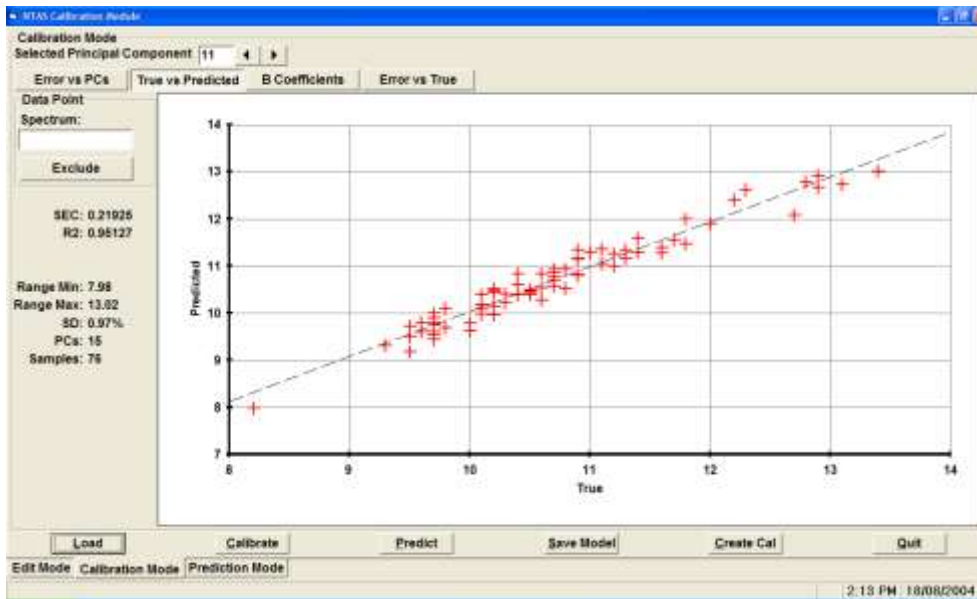 NTAS Calibration Module
Calibration Mode
Selected Principal Component 11
Error vs PCs True vs Predicted B Coefficients Error vs True
Data Point
Spectrum:
Exclude
SEC: 0.21925
R2: 0.95127
Range Min: 7.98
Range Max: 13.02
SD: 0.97%
PCs: 15
Samples: 76
Predicted
14
13
12
11
10
9
8
7
8 9 10 11 12 13 14
True
Load Calibrate Predict Save Model Create Cal Quit
Edit Mode Calibration Mode Prediction Mode
2:13 PM 18/08/2004